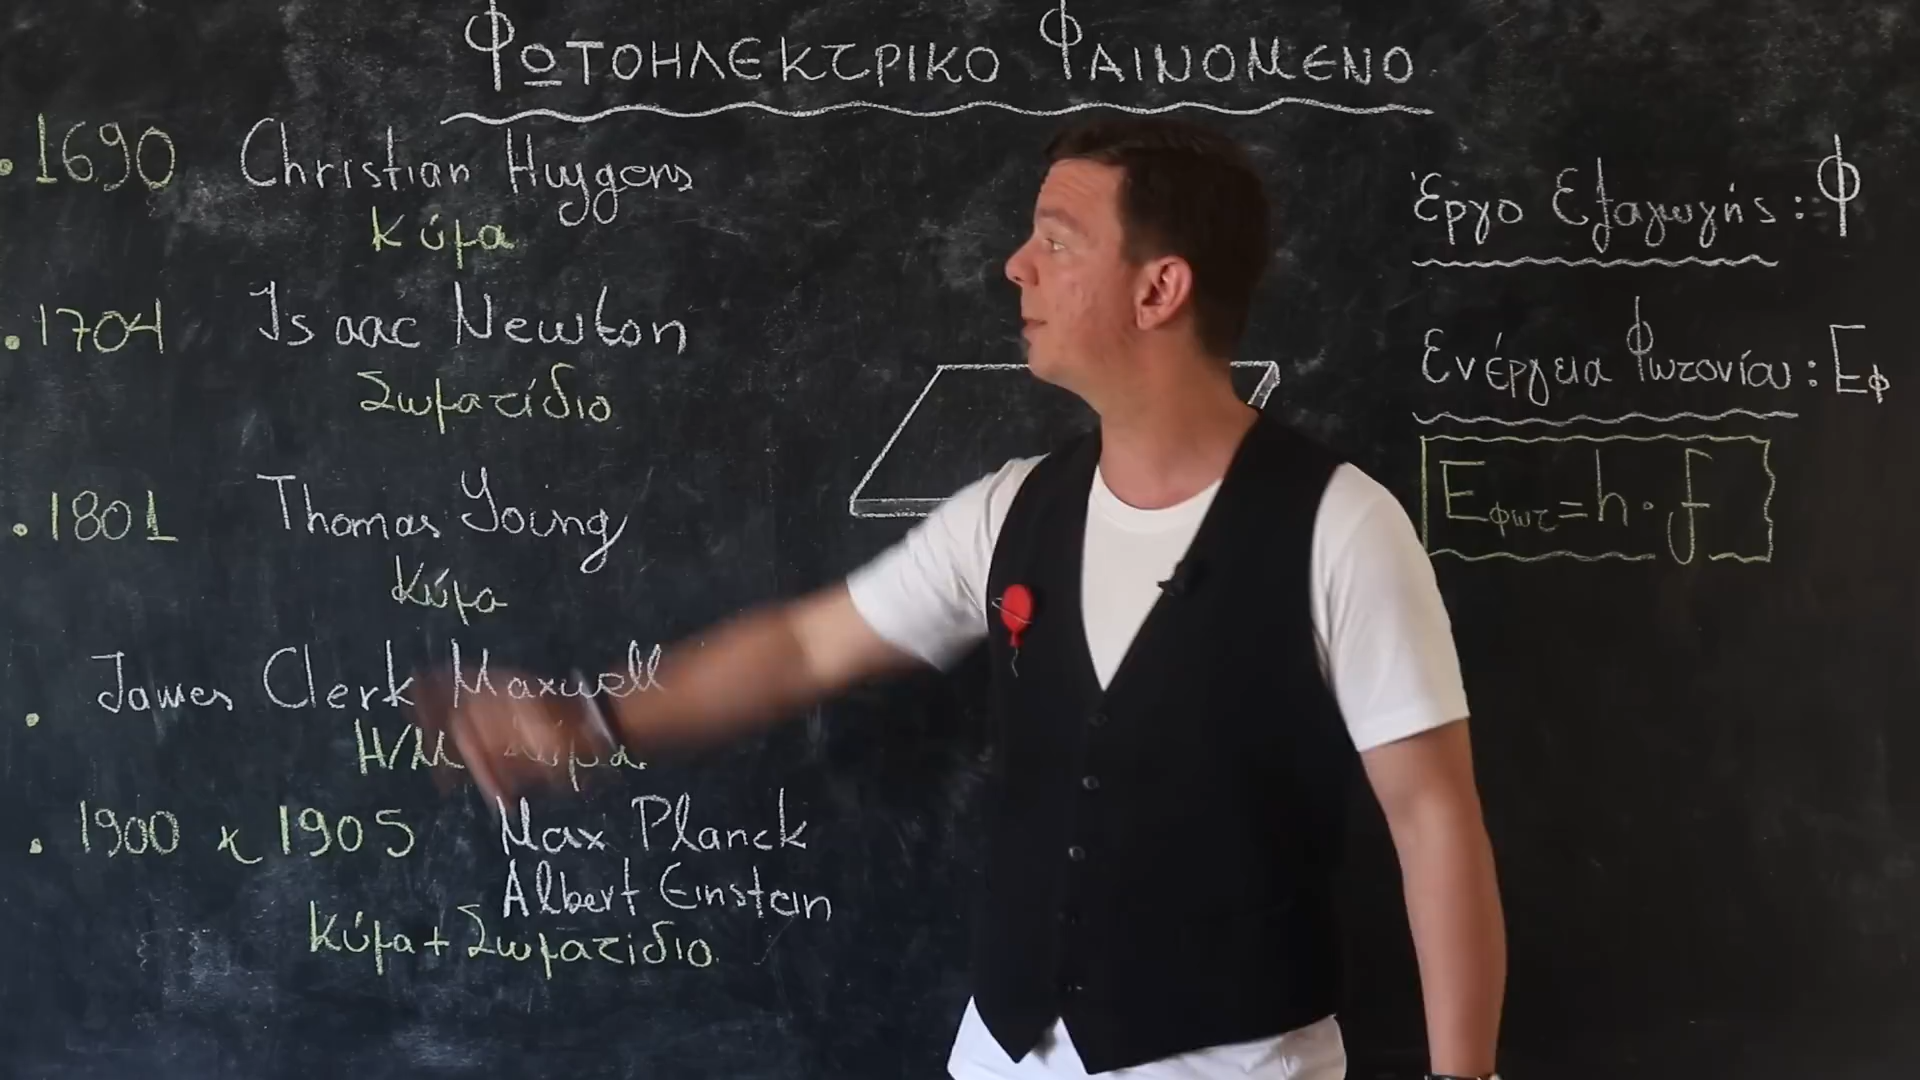 ΦΩΤΟΗΛΕΚΤΡΙΚΟ ΦΑΙΝΟΜΕΝΟ
• 1690 Christian Huygens
Κύμα
• 1704 Isaac Newton
Σωματίδιο
• 1801 Thomas Young
Κύμα
• James Clerk Maxwell
Η/Μ Κύμα
• 1900 κ 1905 Max Planck
Albert Einstein
Κύμα + Σωματίδιο
Έργο Εξαγωγής: Φ
Ενέργεια Φωτονίου: Εφ
Εφωτ = h · f